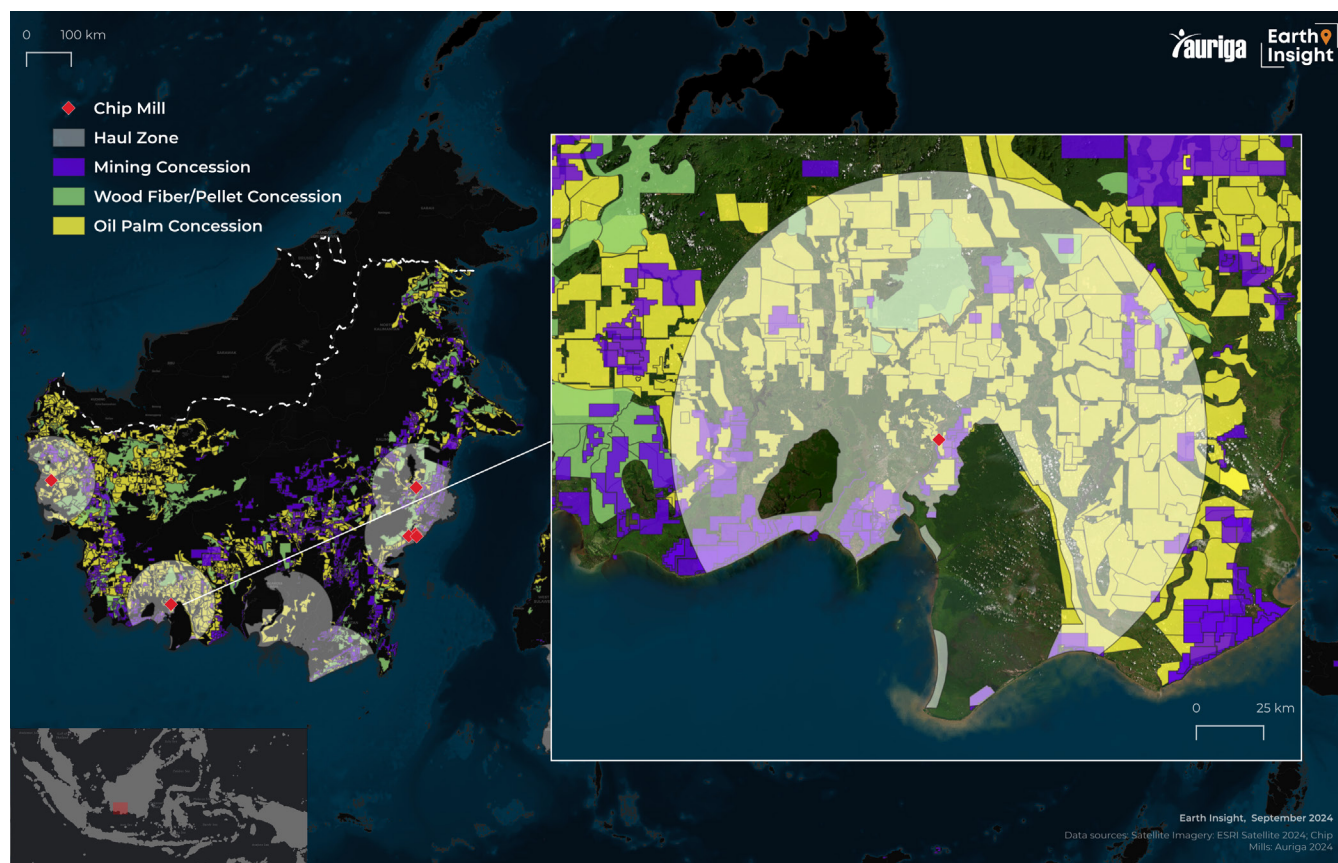 0 100 km
auriga
Earth
Insight
Chip Mill
Haul Zone
Mining Concession
Wood Fiber/Pellet Concession
Oil Palm Concession
0 25 km
Earth Insight, September 2024
Data sources: Satellite Imagery: ESRI Satellite 2024; Chip
Mills: Auriga 2024